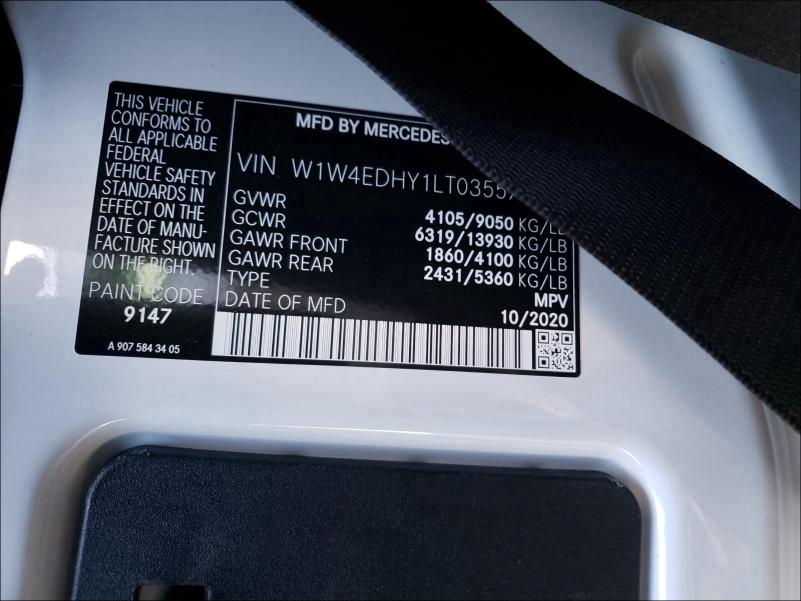 THIS VEHICLE
CONFORMS TO
ALL APPLICABLE
FEDERAL
VEHICLE SAFETY
STANDARDS IN
EFFECT ON THE
DATE OF MANU-
FACTURE SHOWN
ON THE RIGHT.
PAINT CODE
9147
A 907 584 34 05
MFD BY MERCEDES
VIN W1W4EDHY1LT0355
GVWR 4105/9050 KG/LB
GCWR 6319/13930 KG/LB
GAWR FRONT 1860/4100 KG/LB
GAWR REAR 2431/5360 KG/LB
TYPE MPV
DATE OF MFD 10/2020